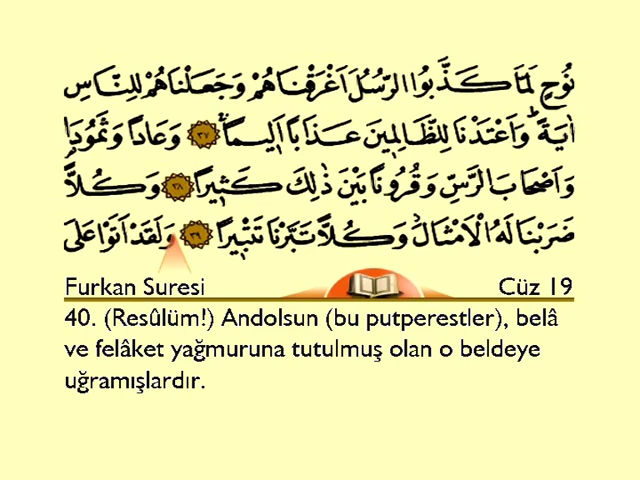 نُوحٍ لَمَّا كَذَّبُوا الرُّسُلَ اَغْرَقْنَاهُمْ وَجَعَلْنَاهُمْ لِلنَّاسِ
اٰيَةًۜ وَاَعْتَدْنَا لِلظَّالِمٖينَ عَذَابًا اَلٖيمًاۚ ﴿٣٧﴾ وَعَادًا وَثَمُودَا۬
وَاَصْحَابَ الرَّسِّ وَقُرُونًا بَيْنَ ذٰلِكَ كَثٖيرًا ﴿٣٨﴾ وَكُلًّا
ضَرَبْنَا لَهُ الْاَمْثَالَۘ وَكُلًّا تَبَّرْنَا تَتْبٖيرًا ﴿٣٩﴾ وَلَقَدْ اَتَوْا عَلَى
Furkan Suresi Cüz 19
40. (Resûlüm!) Andolsun (bu putperestler), belâ
ve felâket yağmuruna tutulmuş olan o beldeye
uğramışlardır.